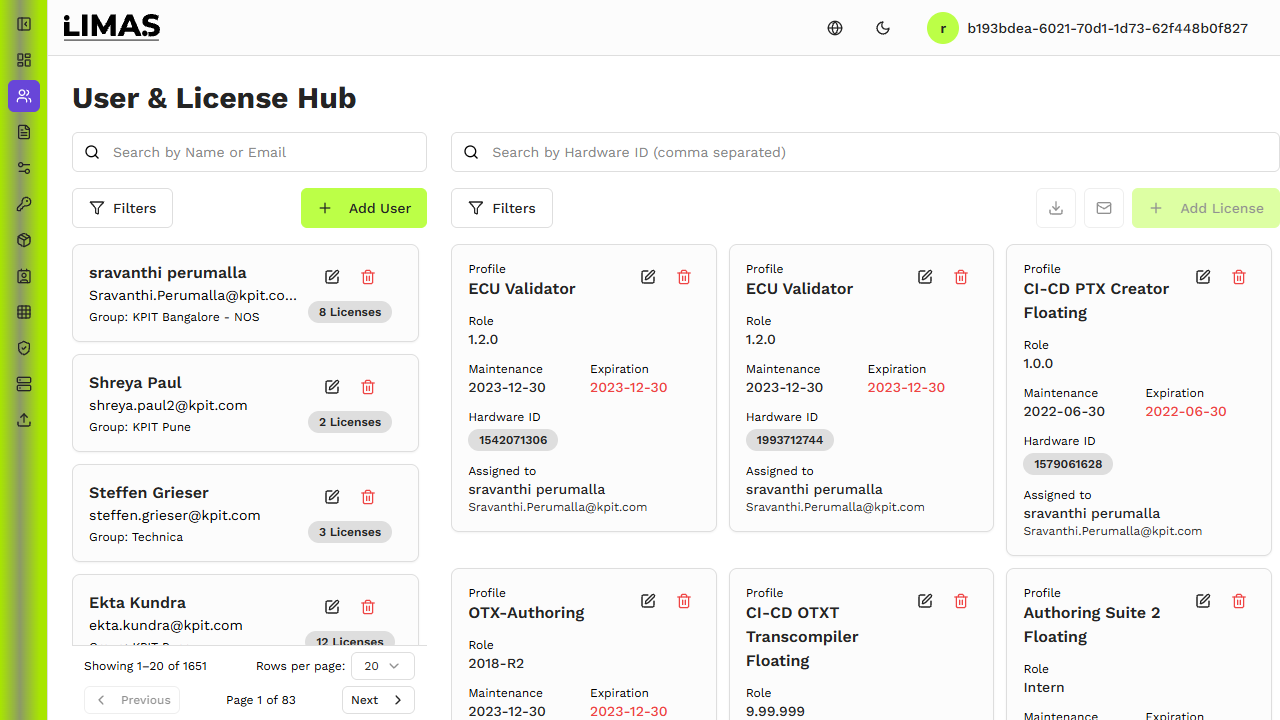 LIMAS
r
b193bdea-6021-70d1-1d73-62f448b0f827
User & License Hub
Search by Name or Email
Filters
Add User
sravanthi perumalla
Sravanthi.Perumalla@kpit.co...
Group: KPIT Bangalore - NOS
8 Licenses
Shreya Paul
shreya.paul2@kpit.com
Group: KPIT Pune
2 Licenses
Steffen Grieser
steffen.grieser@kpit.com
Group: Technica
3 Licenses
Ekta Kundra
ekta.kundra@kpit.com
12 Licenses
Showing 1–20 of 1651
Rows per page:
20
Previous
Page 1 of 83
Next
Search by Hardware ID (comma separated)
Filters
Add License
Profile
ECU Validator
Role
1.2.0
Maintenance
Expiration
2023-12-30
2023-12-30
Hardware ID
1542071306
Assigned to
sravanthi perumalla
Sravanthi.Perumalla@kpit.com
Profile
ECU Validator
Role
1.2.0
Maintenance
Expiration
2023-12-30
2023-12-30
Hardware ID
1993712744
Assigned to
sravanthi perumalla
Sravanthi.Perumalla@kpit.com
Profile
CI-CD PTX Creator
Floating
Role
1.0.0
Maintenance
Expiration
2022-06-30
2022-06-30
Hardware ID
1579061628
Assigned to
sravanthi perumalla
Sravanthi.Perumalla@kpit.com
Profile
OTX-Authoring
Role
2018-R2
Maintenance
Expiration
2023-12-30
2023-12-30
Profile
CI-CD OTXT
Transcompiler
Floating
Role
9.99.999
Profile
Authoring Suite 2
Floating
Role
Intern
Maintenance
Expiration